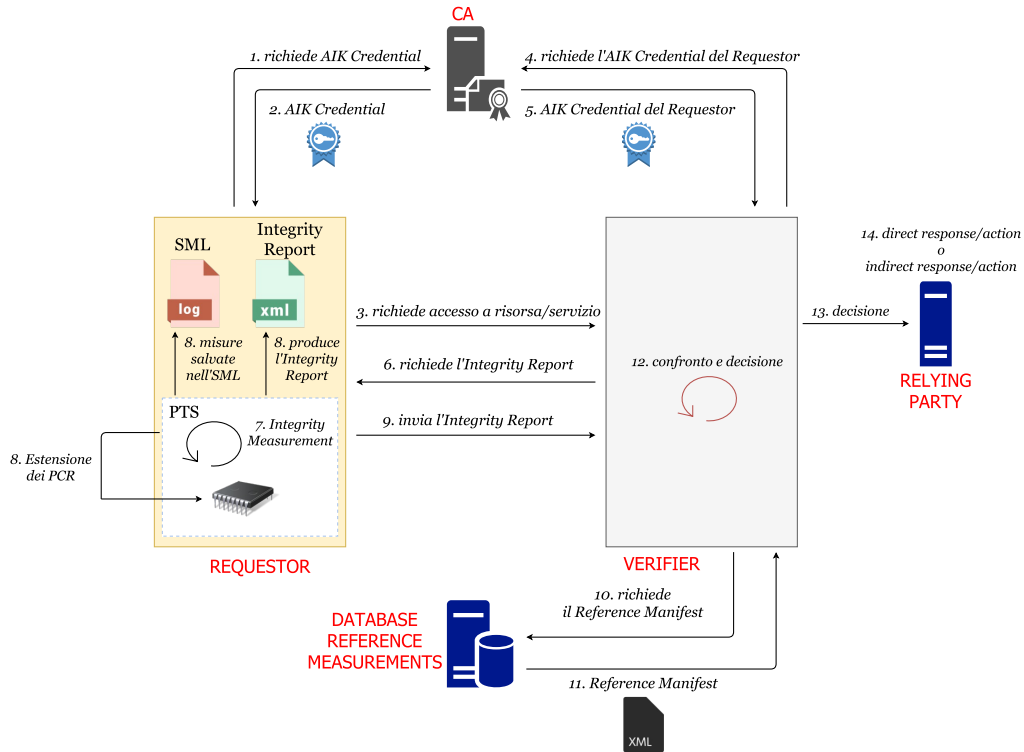 CA
1. richiede AIK Credential
4. richiede l'AIK Credential del Requestor
2. AIK Credential
5. AIK Credential del Requestor
SML
Integrity
Report
log
xml
8. misure
salvate
nell'SML
8. produce
l'Integrity
Report
PTS
7. Integrity
Measurement
8. Estensione
dei PCR
REQUESTOR
3. richiede accesso a risorsa/servizio
6. richiede l'Integrity Report
9. invia l'Integrity Report
12. confronto e decisione
VERIFIER
13. decisione
14. direct response/action
o
indirect response/action
RELYING
PARTY
10. richiede
il Reference Manifest
DATABASE
REFERENCE
MEASUREMENTS
11. Reference Manifest
XML